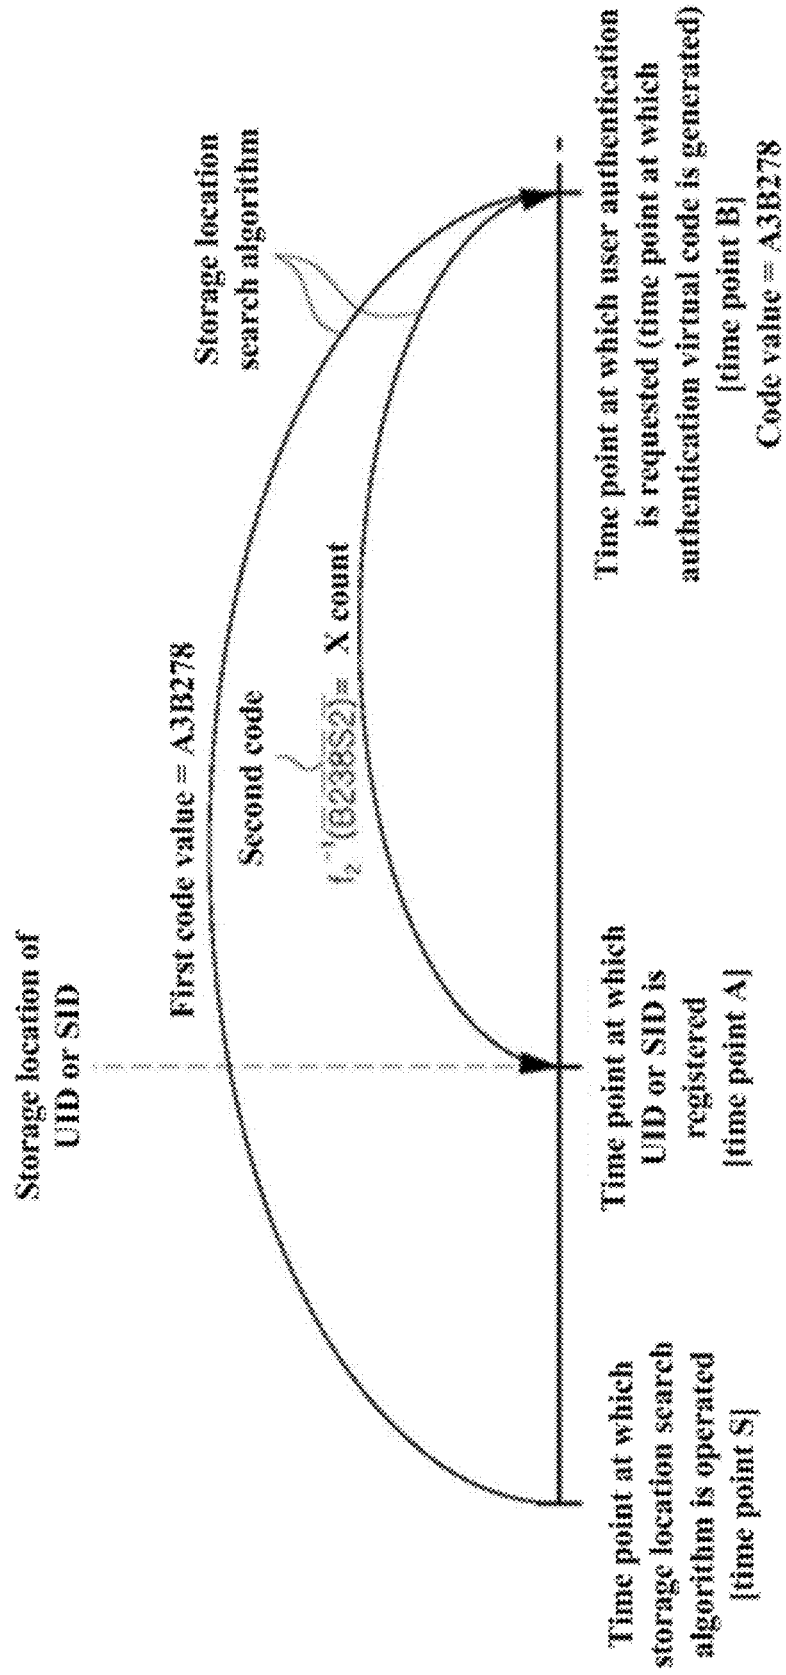 Storage location of
UID or SID
First code value = A3B278
Second code
f₂⁻¹(B238S2)= X count
Storage location
search algorithm
Time point at which
storage location search
algorithm is operated
[time point S]
Time point at which
UID or SID is
registered
[time point A]
Time point at which user authentication
is requested (time point at which
authentication virtual code is generated)
[time point B]
Code value = A3B278